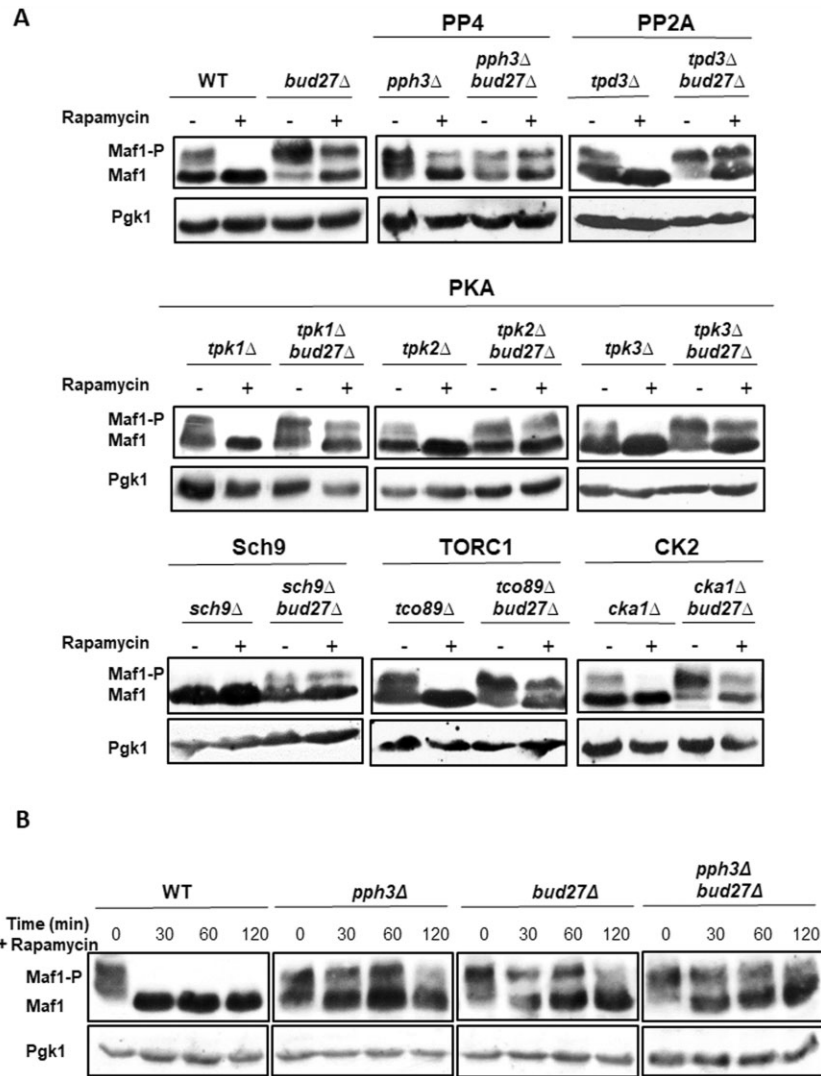 A
PP4
PP2A
WT
bud27Δ
pph3Δ
pph3Δ
bud27Δ
tpd3Δ
tpd3Δ
bud27Δ
Rapamycin
- + - + - + - + - + - +
Maf1-P
Maf1
Pgk1
PKA
tpk1Δ
tpk1Δ
bud27Δ
tpk2Δ
tpk2Δ
bud27Δ
tpk3Δ
tpk3Δ
bud27Δ
Rapamycin
- + - + - + - + - + - +
Maf1-P
Maf1
Pgk1
Sch9
TORC1
CK2
sch9Δ
sch9Δ
bud27Δ
tco89Δ
tco89Δ
bud27Δ
cka1Δ
cka1Δ
bud27Δ
Rapamycin
- + - + - + - + - + - +
Maf1-P
Maf1
Pgk1
B
WT
pph3Δ
bud27Δ
pph3Δ
bud27Δ
Time (min)
+ Rapamycin
0 30 60 120 0 30 60 120 0 30 60 120 0 30 60 120
Maf1-P
Maf1
Pgk1